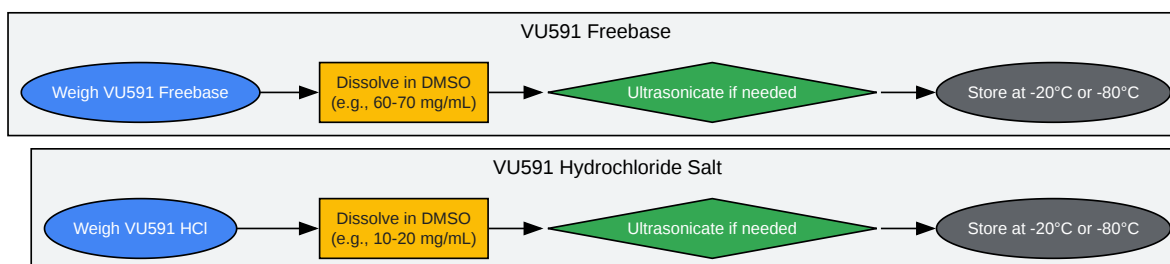 VU591 Freebase
Weigh VU591 Freebase
Dissolve in DMSO
(e.g., 60-70 mg/mL)
Ultrasonicate if needed
Store at -20°C or -80°C
VU591 Hydrochloride Salt
Weigh VU591 HCl
Dissolve in DMSO
(e.g., 10-20 mg/mL)
Ultrasonicate if needed
Store at -20°C or -80°C